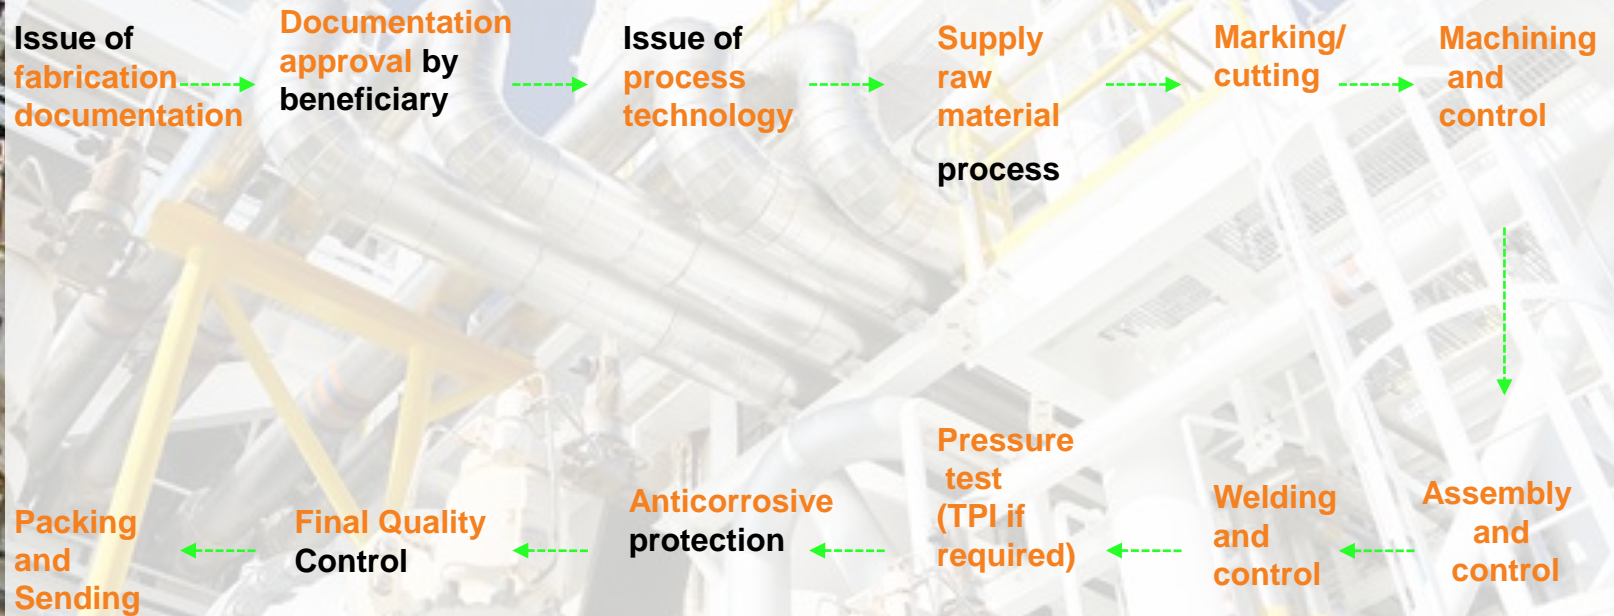 Issue of
fabrication
documentation
Documentation
approval by
beneficiary
Issue of
process
technology
Supply
raw
material
process
Marking/
cutting
Machining
and
control
Assembly
and
control
Welding
and
control
Pressure
test
(TPI if
required)
Anticorrosive
protection
Final Quality
Control
Packing
and
Sending